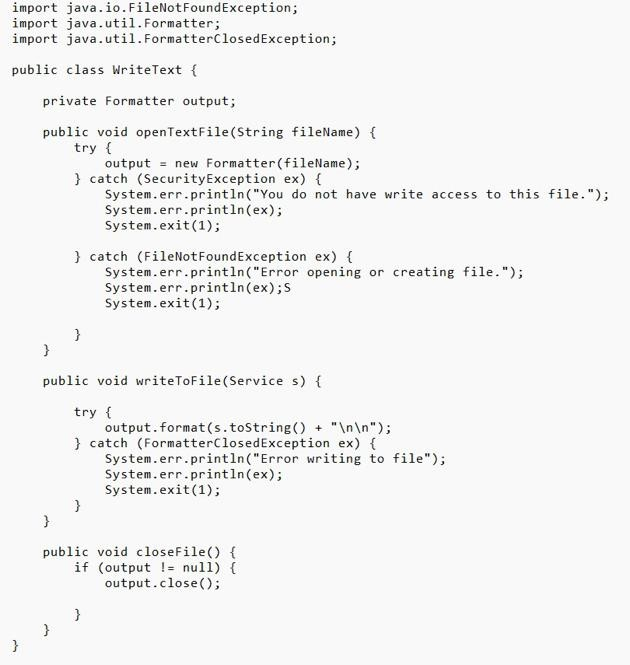 import java.io.FileNotFoundException;
import java.util.Formatter;
import java.util.FormatterClosedException;
public class WriteText {
private Formatter output;
public void openTextFile(String fileName) {
try {
output = new Formatter(fileName);
} catch (SecurityException ex) {
System.err.println("You do not have write access to this file.");
System.err.println(ex);
System.exit(1);
} catch (FileNotFoundException ex) {
System.err.println("Error opening or creating file.");
System.err.println(ex);S
System.exit(1);
}
}
public void writeToFile(Service s) {
try {
output.format(s.toString() + "\n\n");
} catch (FormatterClosedException ex) {
System.err.println("Error writing to file");
System.err.println(ex);
System.exit(1);
}
}
public void closeFile() {
if (output != null) {
output.close();
}
}
}